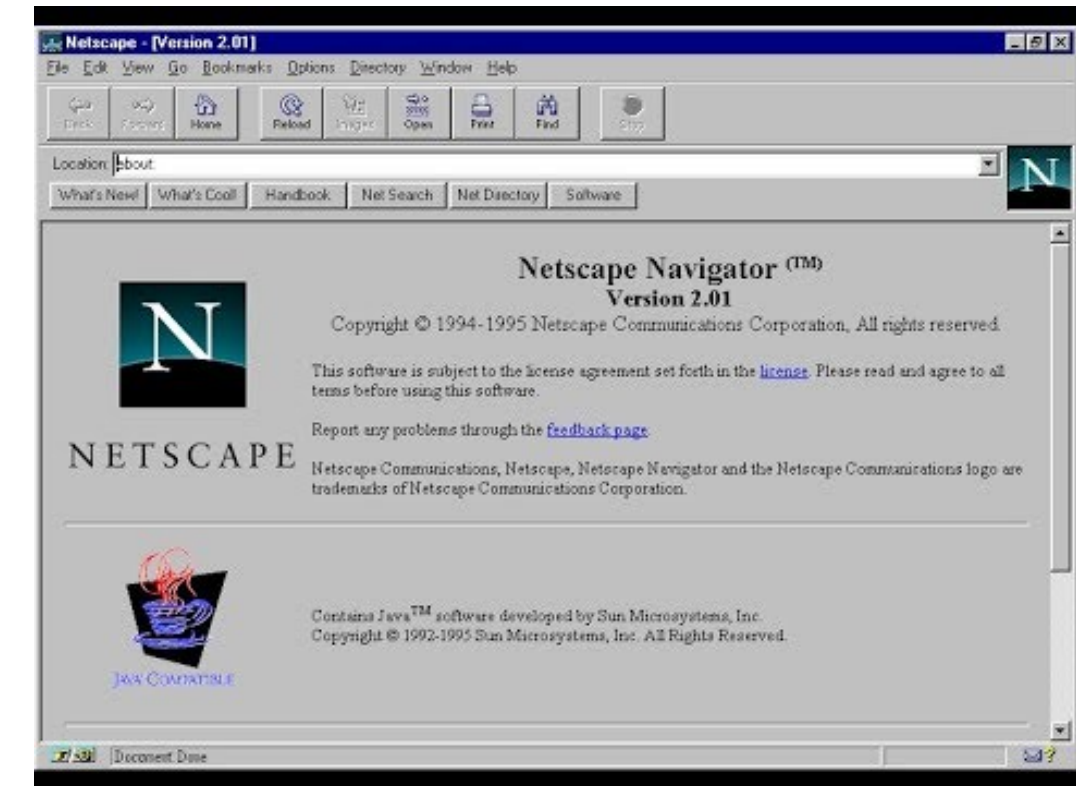 Netscape - [Version 2.01]
File Edit View Go Bookmarks Options Directory Window Help
Back Forward Home Reload Images Open Print Find Stop
Location: about:
N
What's New! What's Cool! Handbook Net Search Net Directory Software
Netscape Navigator (TM)
Version 2.01
Copyright © 1994-1995 Netscape Communications Corporation, All rights reserved.
N
NETSCAPE
This software is subject to the license agreement set forth in the license. Please read and agree to all
terms before using this software.
Report any problems through the feedback page.
Netscape Communications, Netscape, Netscape Navigator and the Netscape Communications logo are
trademarks of Netscape Communications Corporation.
JAVA COMPATIBLE
Contains Java™ software developed by Sun Microsystems, Inc.
Copyright © 1992-1995 Sun Microsystems, Inc. All Rights Reserved.
Document: Done